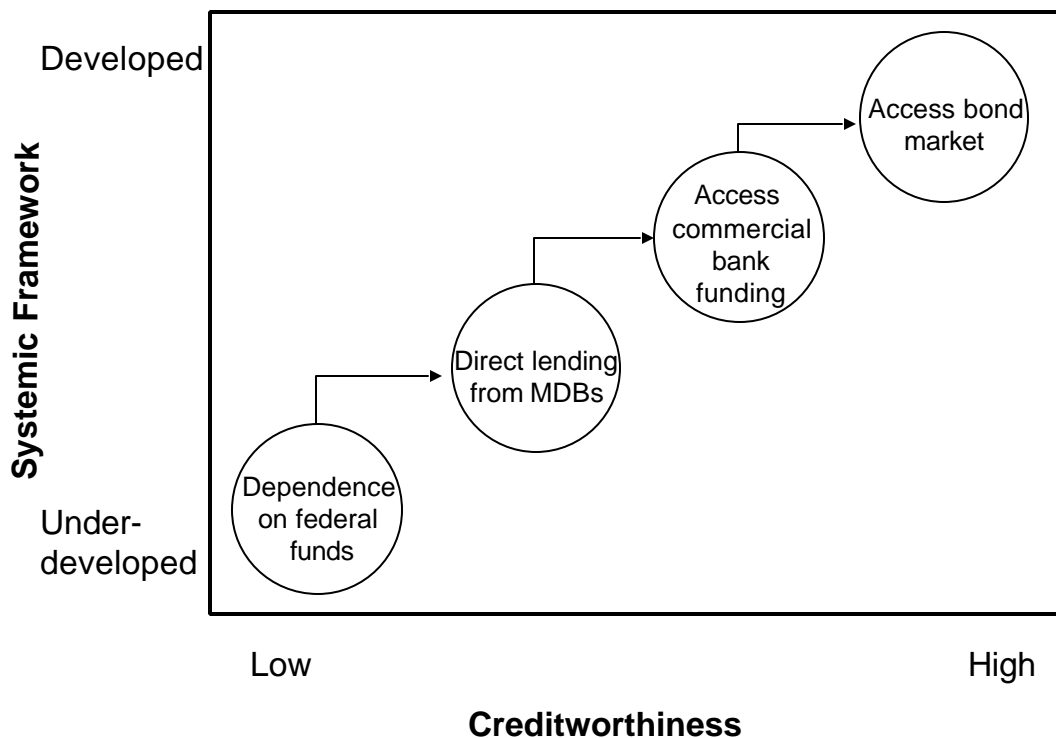 Developed
Systemic Framework
Under-
developed
Access bond
market
Access
commercial
bank
funding
Direct lending
from MDBs
Dependence
on federal
funds
Low
High
Creditworthiness